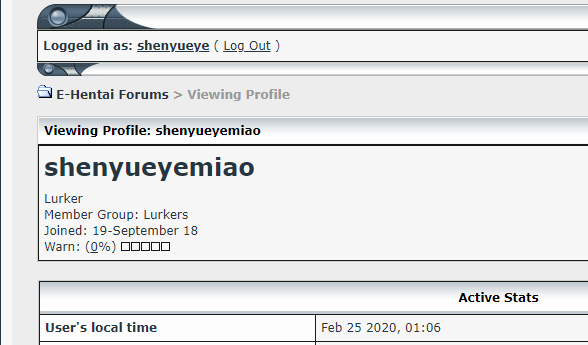 Logged in as: shenyueye ( Log Out )
E-Hentai Forums > Viewing Profile
Viewing Profile: shenyueyemiao
shenyueyemiao
Lurker
Member Group: Lurkers
Joined: 19-September 18
Warn: (0%)
Active Stats
User's local time Feb 25 2020, 01:06